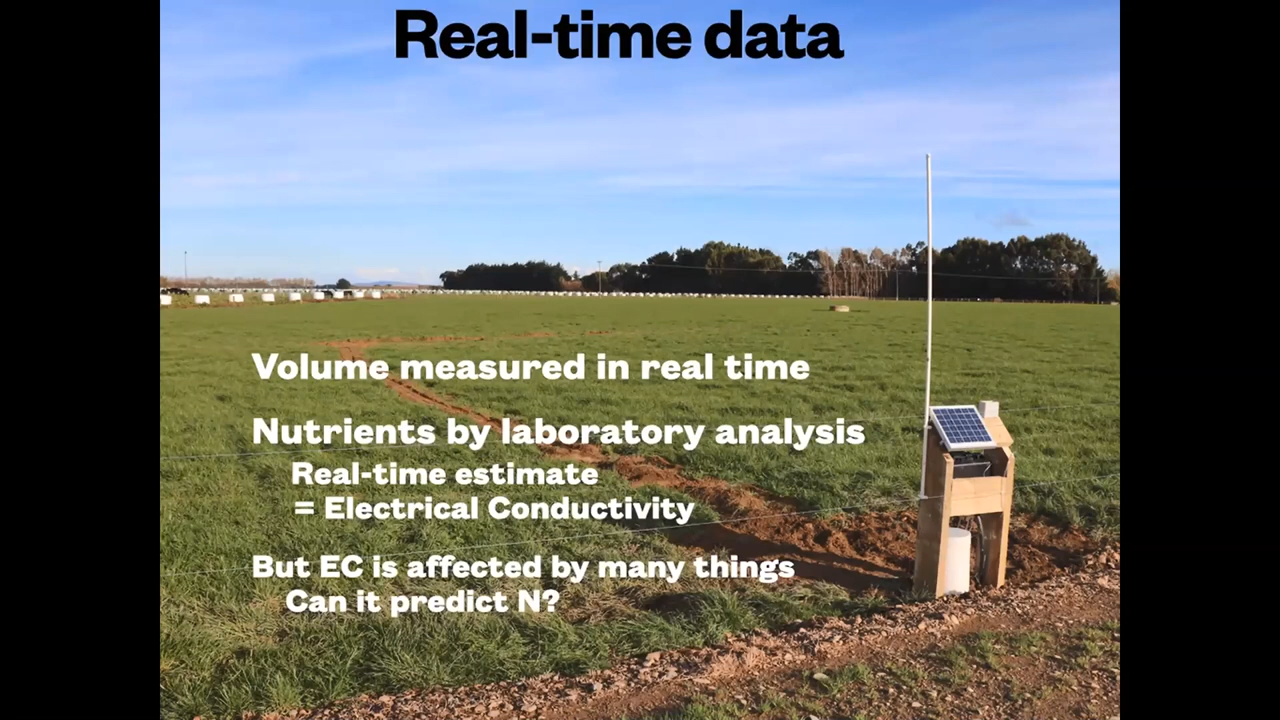 Real-time data
Volume measured in real time
Nutrients by laboratory analysis
Real-time estimate
= Electrical Conductivity
But EC is affected by many things
Can it predict N?